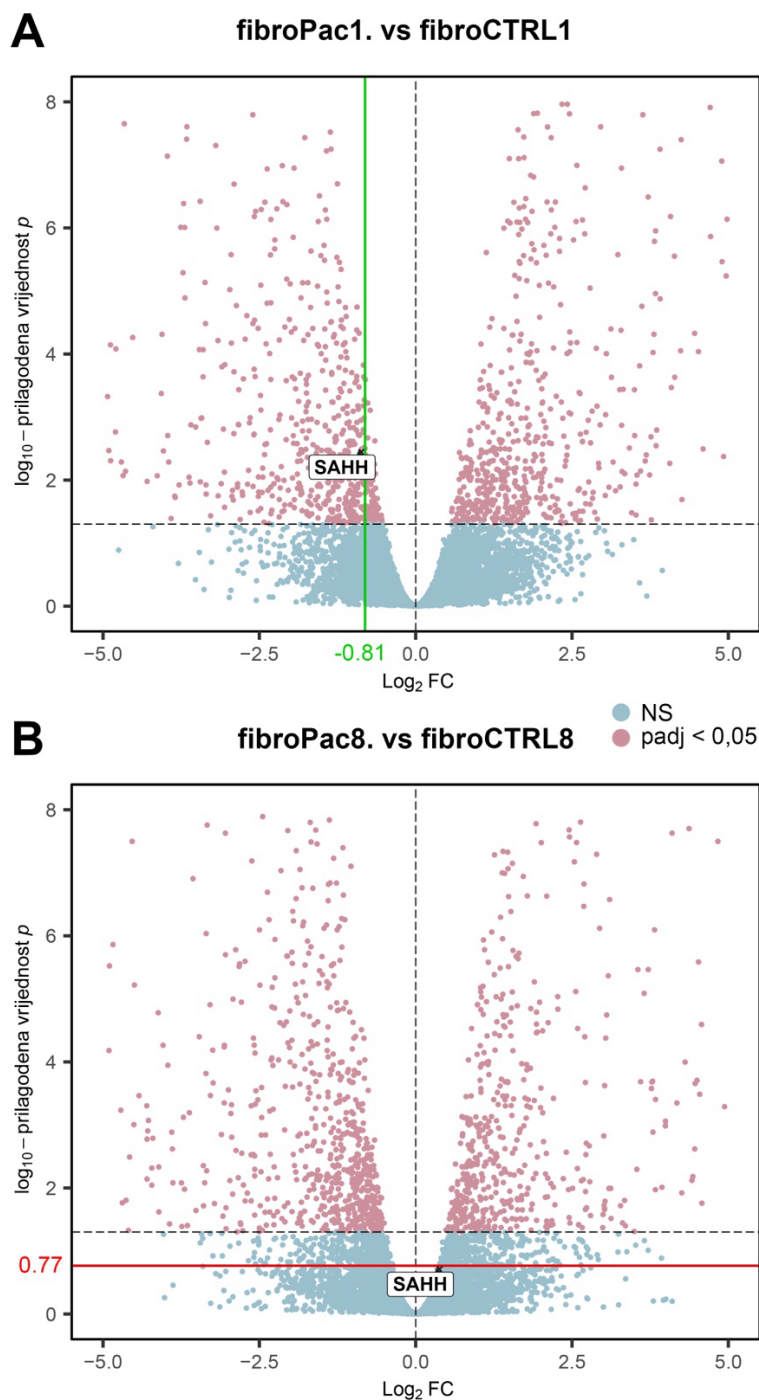 A
fibroPac1. vs fibroCTRL1
log₁₀ − prilagodena vrijednost p
8
6
4
2
0
SAHH
−5.0 −2.5 -0.81 0.0 2.5 5.0
Log₂ FC
NS
padj < 0,05
B
fibroPac8. vs fibroCTRL8
log₁₀ − prilagodena vrijednost p
8
6
4
2
0.77
0
SAHH
−5.0 −2.5 0.0 2.5 5.0
Log₂ FC